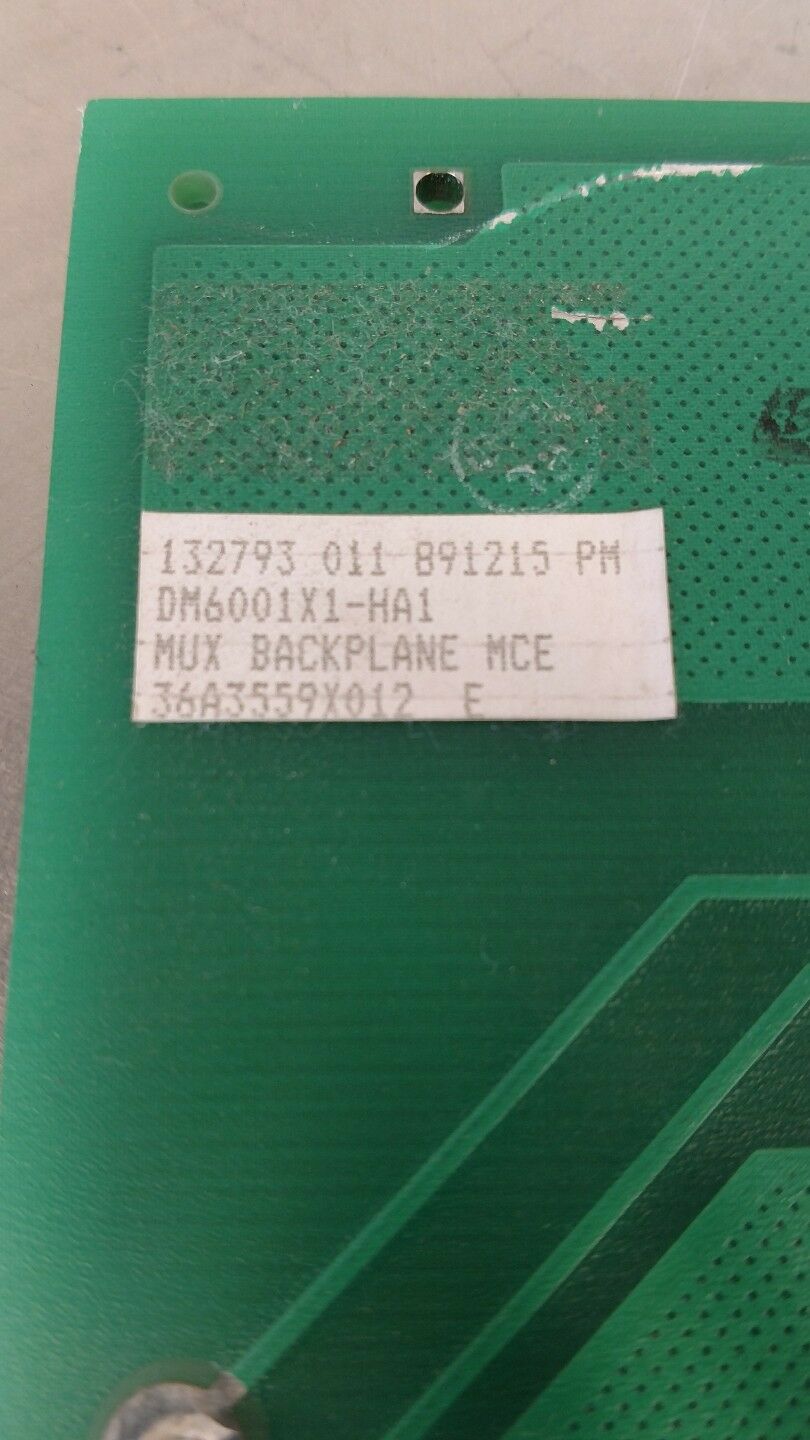 132793 011 891215 PM
DM6001X1-HA1
MUX BACKPLANE MCE
36A3559X012 E